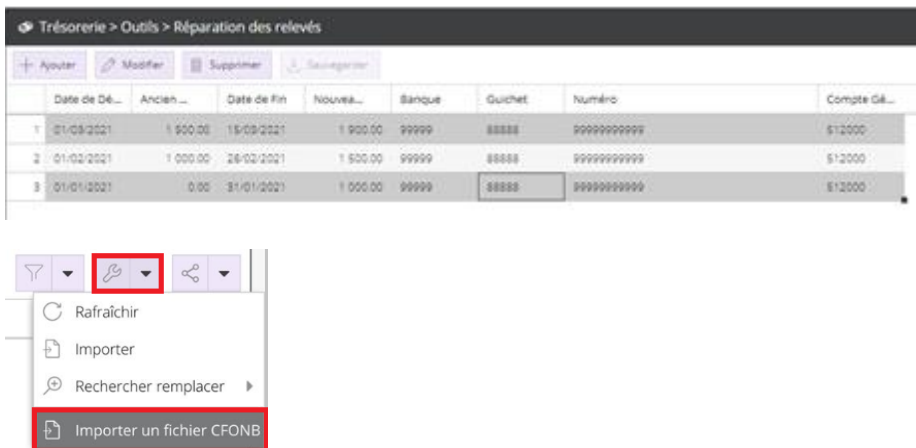 Trésorerie > Outils > Réparation des relevés
Ajouter Modifier Supprimer Sauvegarder
Date de Dé... Ancien ... Date de Fin Nouvea... Banque Guichet Numéro Compte Gé...
1 01/03/2021 1 500.00 15/03/2021 1 900.00 99999 88888 99999999999 512000
2 01/02/2021 1 000.00 26/02/2021 1 500.00 99999 88888 99999999999 512000
3 01/01/2021 0.00 31/01/2021 1 000.00 99999 88888 99999999999 512000
Rafraîchir
Importer
Rechercher remplacer
Importer un fichier CFONB